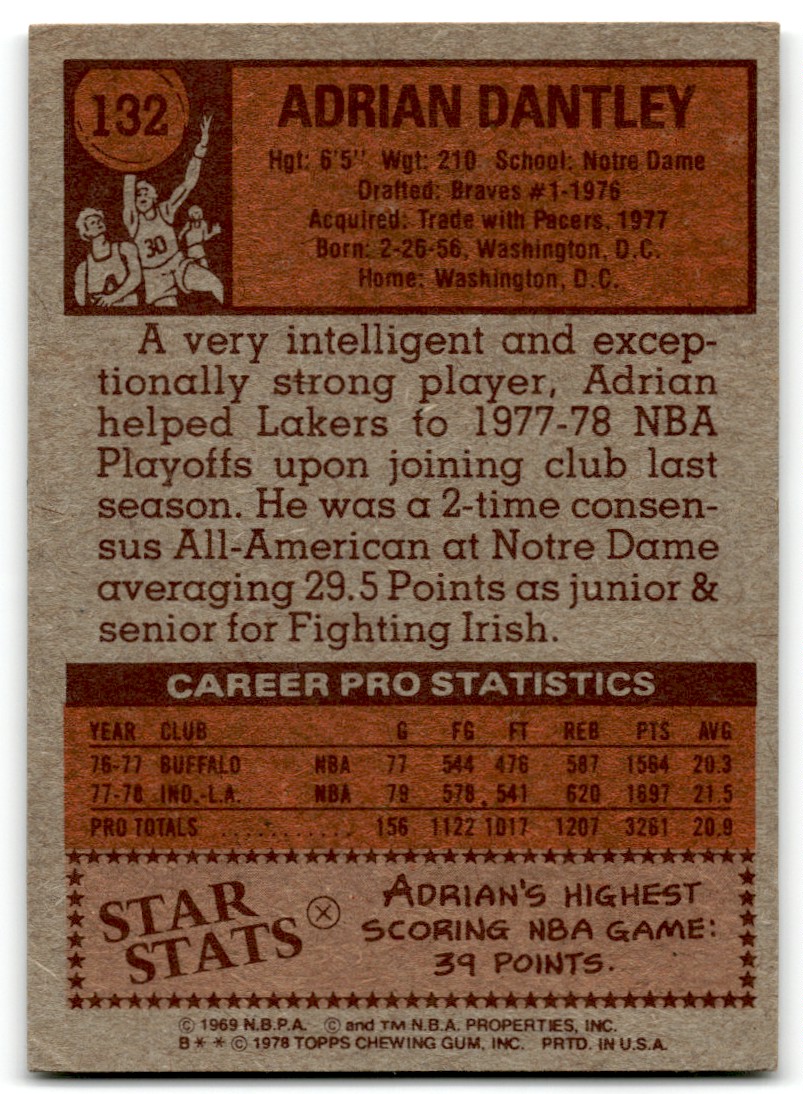 132
ADRIAN DANTLEY
Hgt: 6'5" Wgt: 210 School: Notre Dame
Drafted: Braves #1-1976
Acquired: Trade with Pacers, 1977
Born: 2-26-56, Washington, D.C.
Home: Washington, D.C.
30
A very intelligent and excep-
tionally strong player, Adrian
helped Lakers to 1977-78 NBA
Playoffs upon joining club last
season. He was a 2-time consen-
sus All-American at Notre Dame
averaging 29.5 Points as junior &
senior for Fighting Irish.
CAREER PRO STATISTICS
YEAR CLUB G FG FT REB PTS AVG
76-77 BUFFALO NBA 77 544 476 587 1564 20.3
77-78 IND.-L.A. NBA 79 578 541 620 1697 21.5
PRO TOTALS .......... 156 1122 1017 1207 3261 20.9
STAR
STATS
ADRIAN'S HIGHEST
SCORING NBA GAME:
39 POINTS.
© 1969 N.B.P.A. © and TM N.B.A. PROPERTIES, INC.
B * * © 1978 TOPPS CHEWING GUM, INC. PRTD. IN U.S.A.